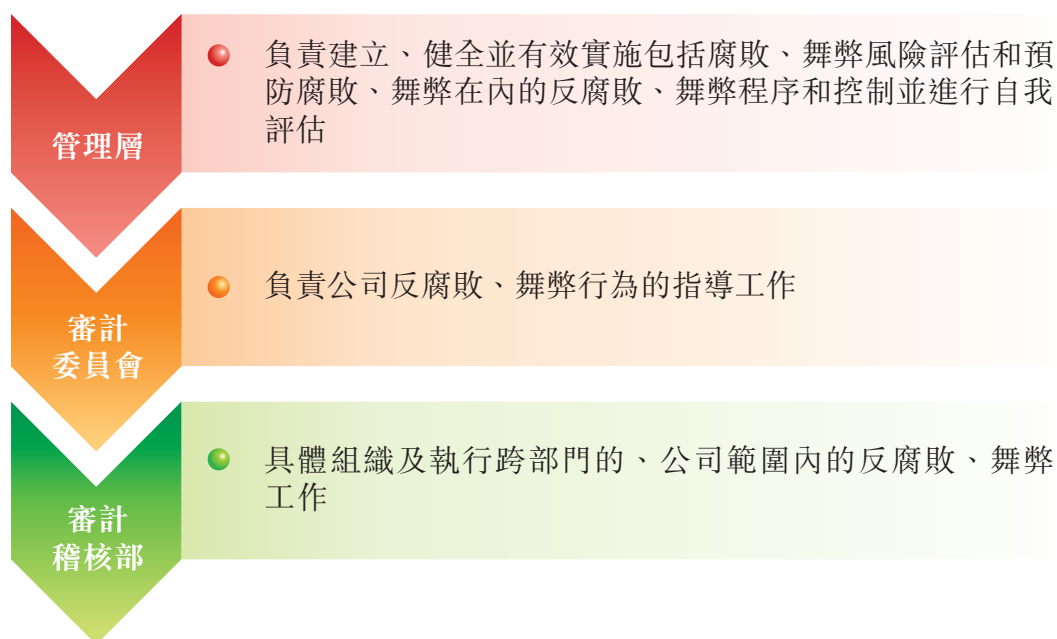 管理層
負責建立、健全並有效實施包括腐敗、舞弊風險評估和預
防腐敗、舞弊在內的反腐敗、舞弊程序和控制並進行自我
評估
審計
委員會
負責公司反腐敗、舞弊行為的指導工作
審計
稽核部
具體組織及執行跨部門的、公司範圍內的反腐敗、舞弊
工作